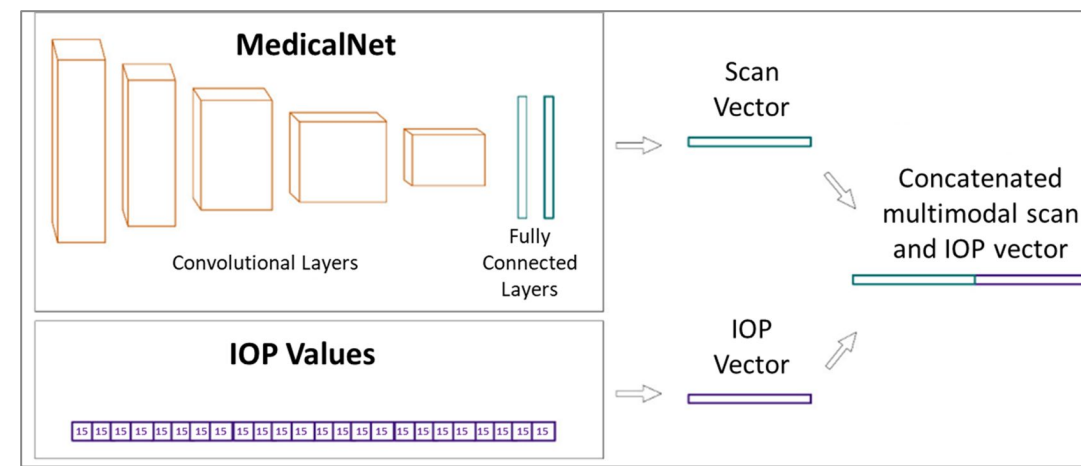 MedicalNet
Convolutional Layers
Fully
Connected
Layers
IOP Values
15 15 15 15 15 15 15 15 15 15 15 15 15 15 15 15 15 15 15 15 15 15 15 15
Scan
Vector
IOP
Vector
Concatenated
multimodal scan
and IOP vector